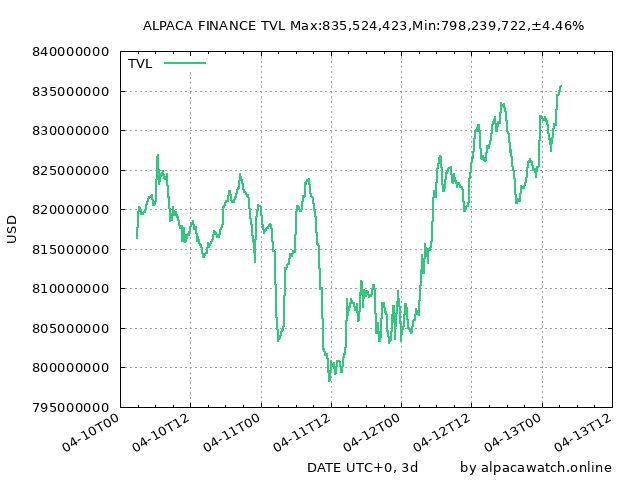 ALPACA FINANCE TVL Max:835,524,423,Min:798,239,722,±4.46%
TVL
840000000
835000000
830000000
825000000
820000000
815000000
810000000
805000000
800000000
795000000
USD
04-10T00
04-10T12
04-11T00
04-11T12
04-12T00
04-12T12
04-13T00
04-13T12
DATE UTC+0, 3d
by alpacawatch.online